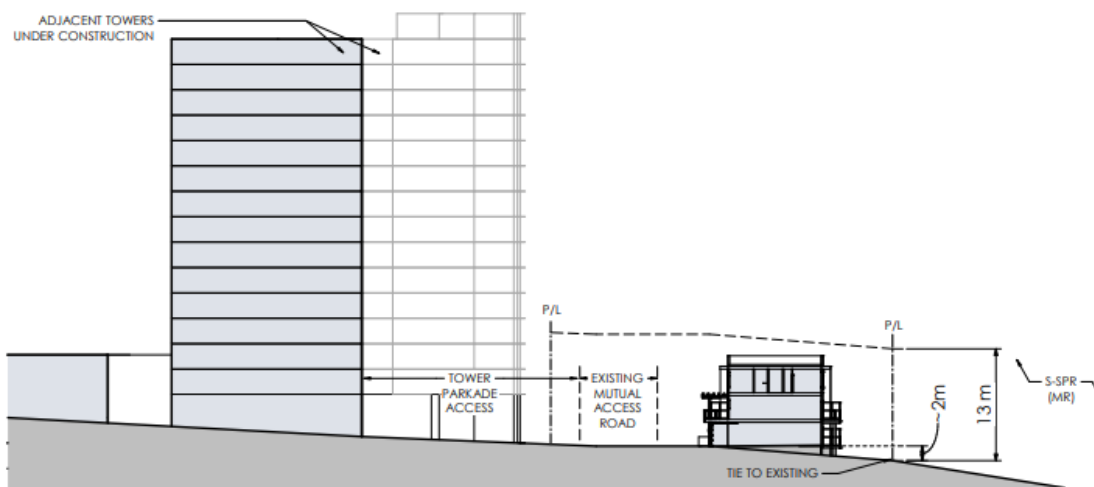 ADJACENT TOWERS
UNDER CONSTRUCTION
P/L
P/L
TOWER
PARKADE
ACCESS
EXISTING
MUTUAL
ACCESS
ROAD
~2m
13 m
S-SPR
(MR)
TIE TO EXISTING